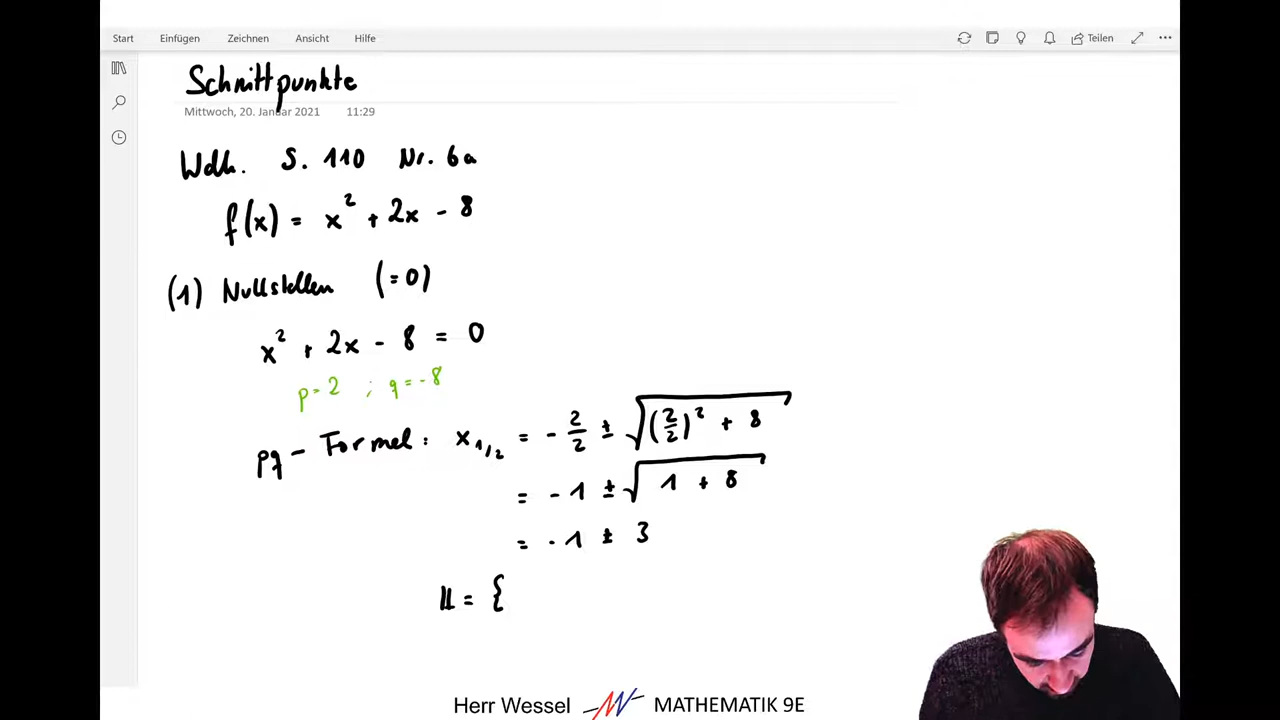 Start Einfügen Zeichnen Ansicht Hilfe Teilen
Schnittpunkte
Mittwoch, 20. Januar 2021 11:29
Wdh. S. 110 Nr. 6a
f(x) = x² + 2x - 8
(1) Nullstellen (=0)
x² + 2x - 8 = 0
p=2 ; q=-8
pq-Formel: x₁/₂ = - 2/2 ± √((2/2)² + 8)
= -1 ± √(1 + 8)
= -1 ± 3
𝕃 = {
Herr Wessel MATHEMATIK 9E